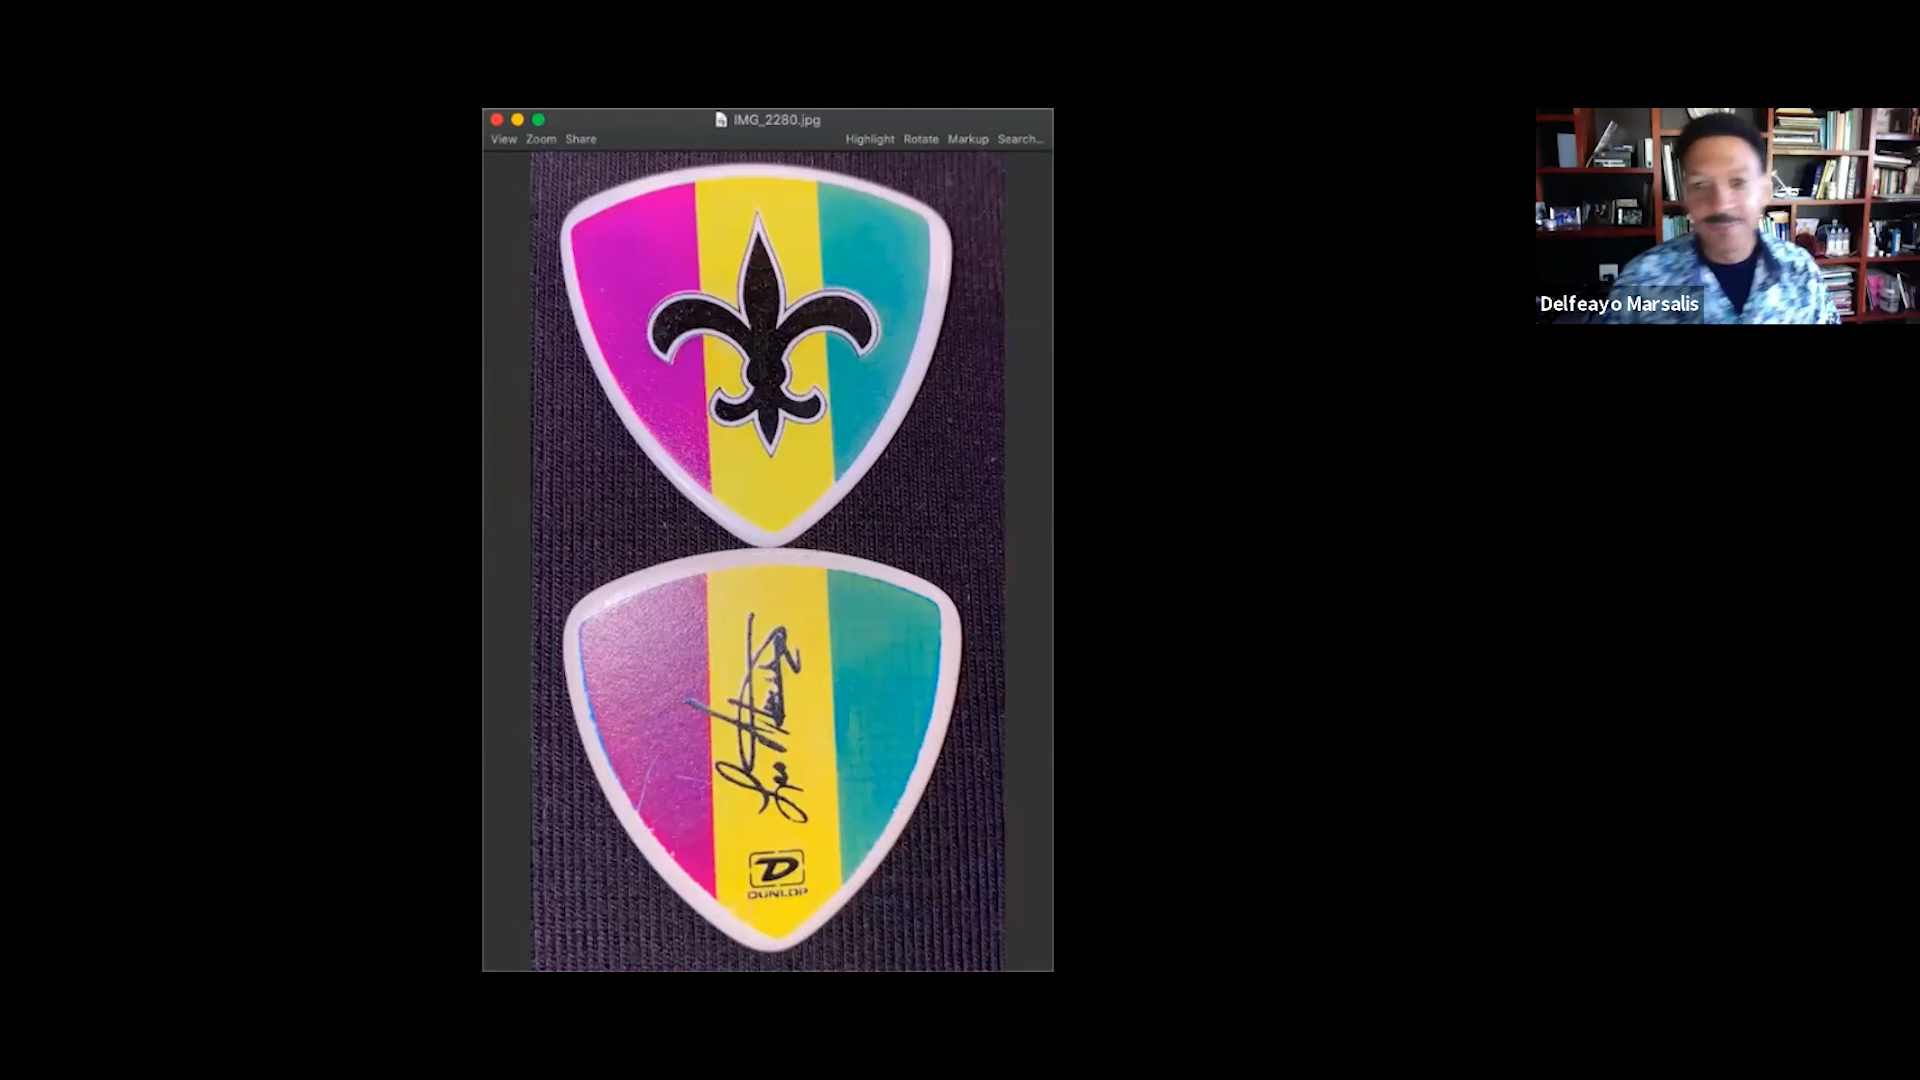 IMG_2280.jpg
View Zoom Share Highlight Rotate Markup Search...
Delfeayo Marsalis
DUNLOP